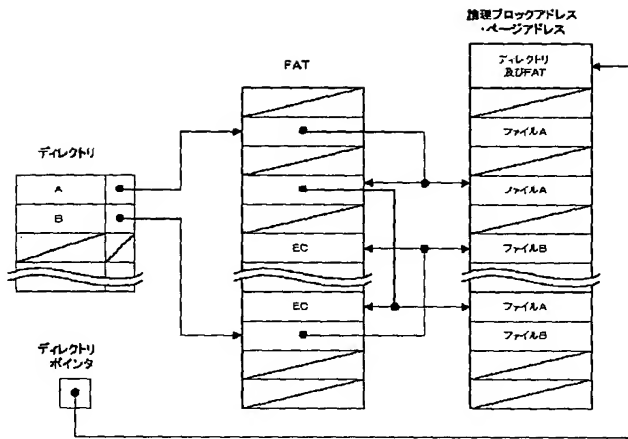 論理ブロックアドレス
・ページアドレス
FAT
ディレクトリ
及びFAT
ファイルA
ディレクトリ
A
ファイルA
B
EC
ファイルB
EC
ファイルA
ファイルB
ディレクトリ
ポインタ